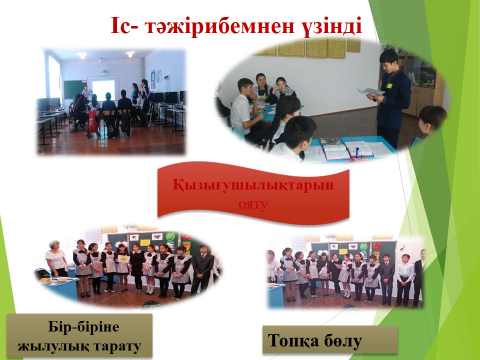 Іс- тәжірибемнен үзінді
Қызығушылықтарын
ояту
Бір-біріне
жылулық тарату
Топқа бөлу